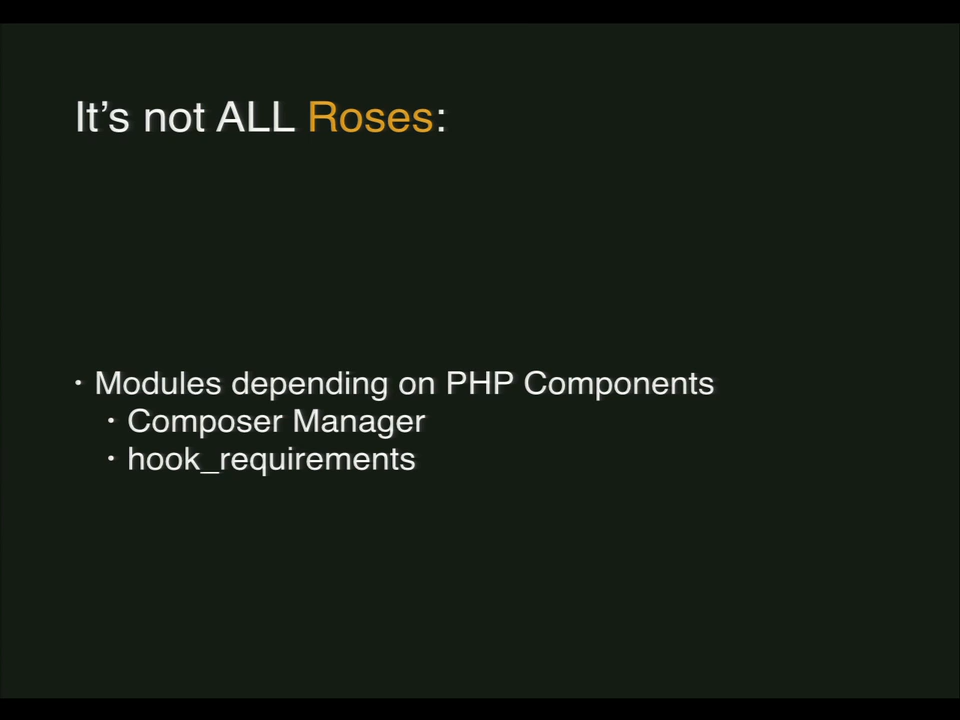 It's not ALL Roses:
• Modules depending on PHP Components
• Composer Manager
• hook_requirements